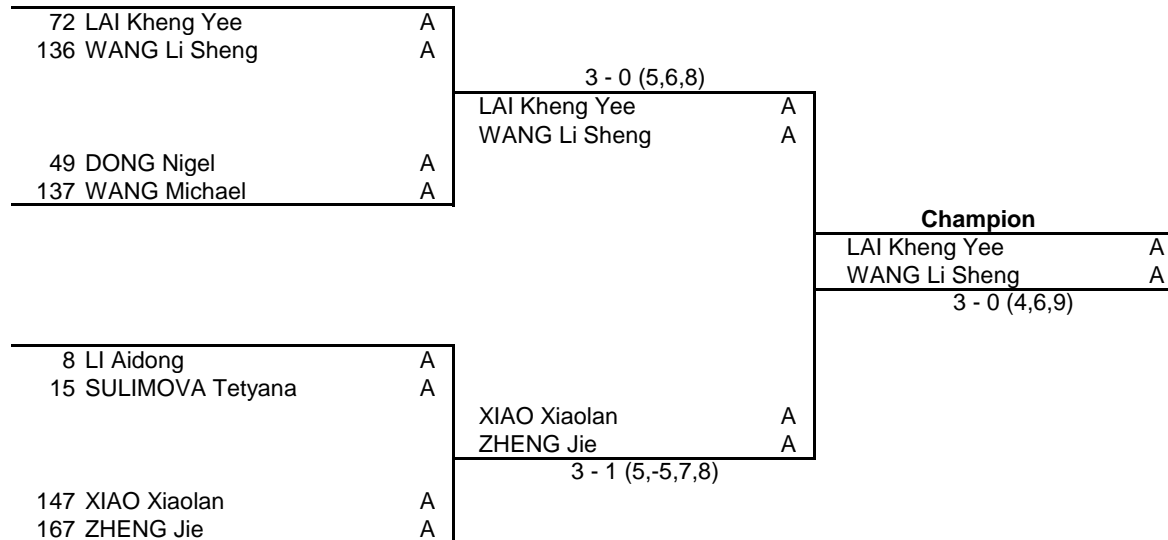 72 LAI Kheng Yee A
136 WANG Li Sheng A
3 - 0 (5,6,8)
LAI Kheng Yee A
WANG Li Sheng A
49 DONG Nigel A
137 WANG Michael A
Champion
LAI Kheng Yee A
WANG Li Sheng A
3 - 0 (4,6,9)
8 LI Aidong A
15 SULIMOVA Tetyana A
XIAO Xiaolan A
ZHENG Jie A
3 - 1 (5,-5,7,8)
147 XIAO Xiaolan A
167 ZHENG Jie A